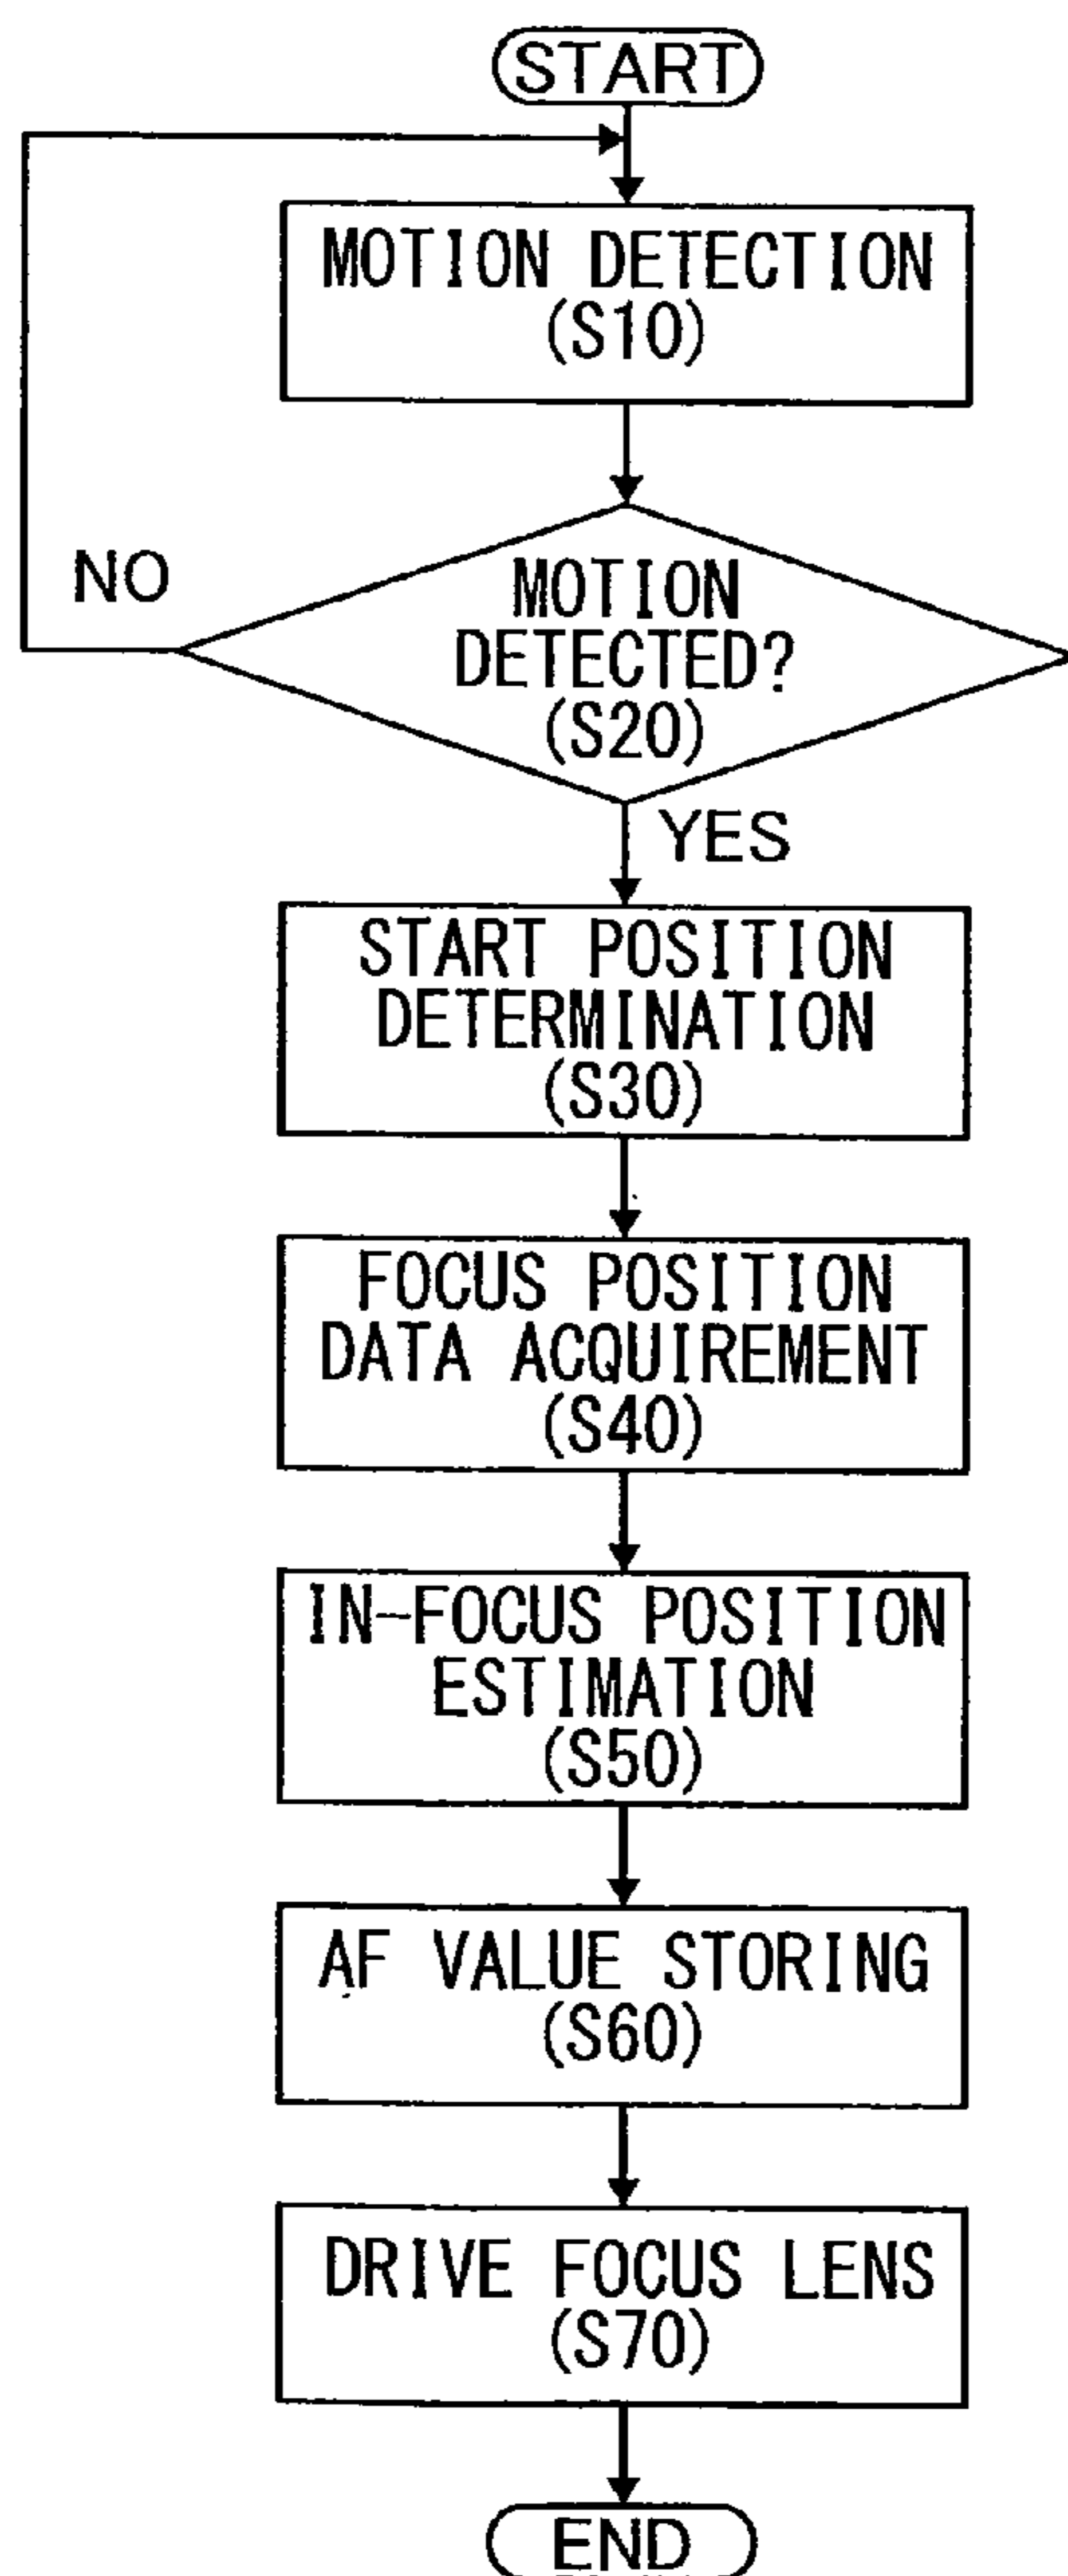 START
MOTION DETECTION
(S10)
NO
MOTION
DETECTED?
(S20)
YES
START POSITION
DETERMINATION
(S30)
FOCUS POSITION
DATA ACQUIREMENT
(S40)
IN-FOCUS POSITION
ESTIMATION
(S50)
AF VALUE STORING
(S60)
DRIVE FOCUS LENS
(S70)
END